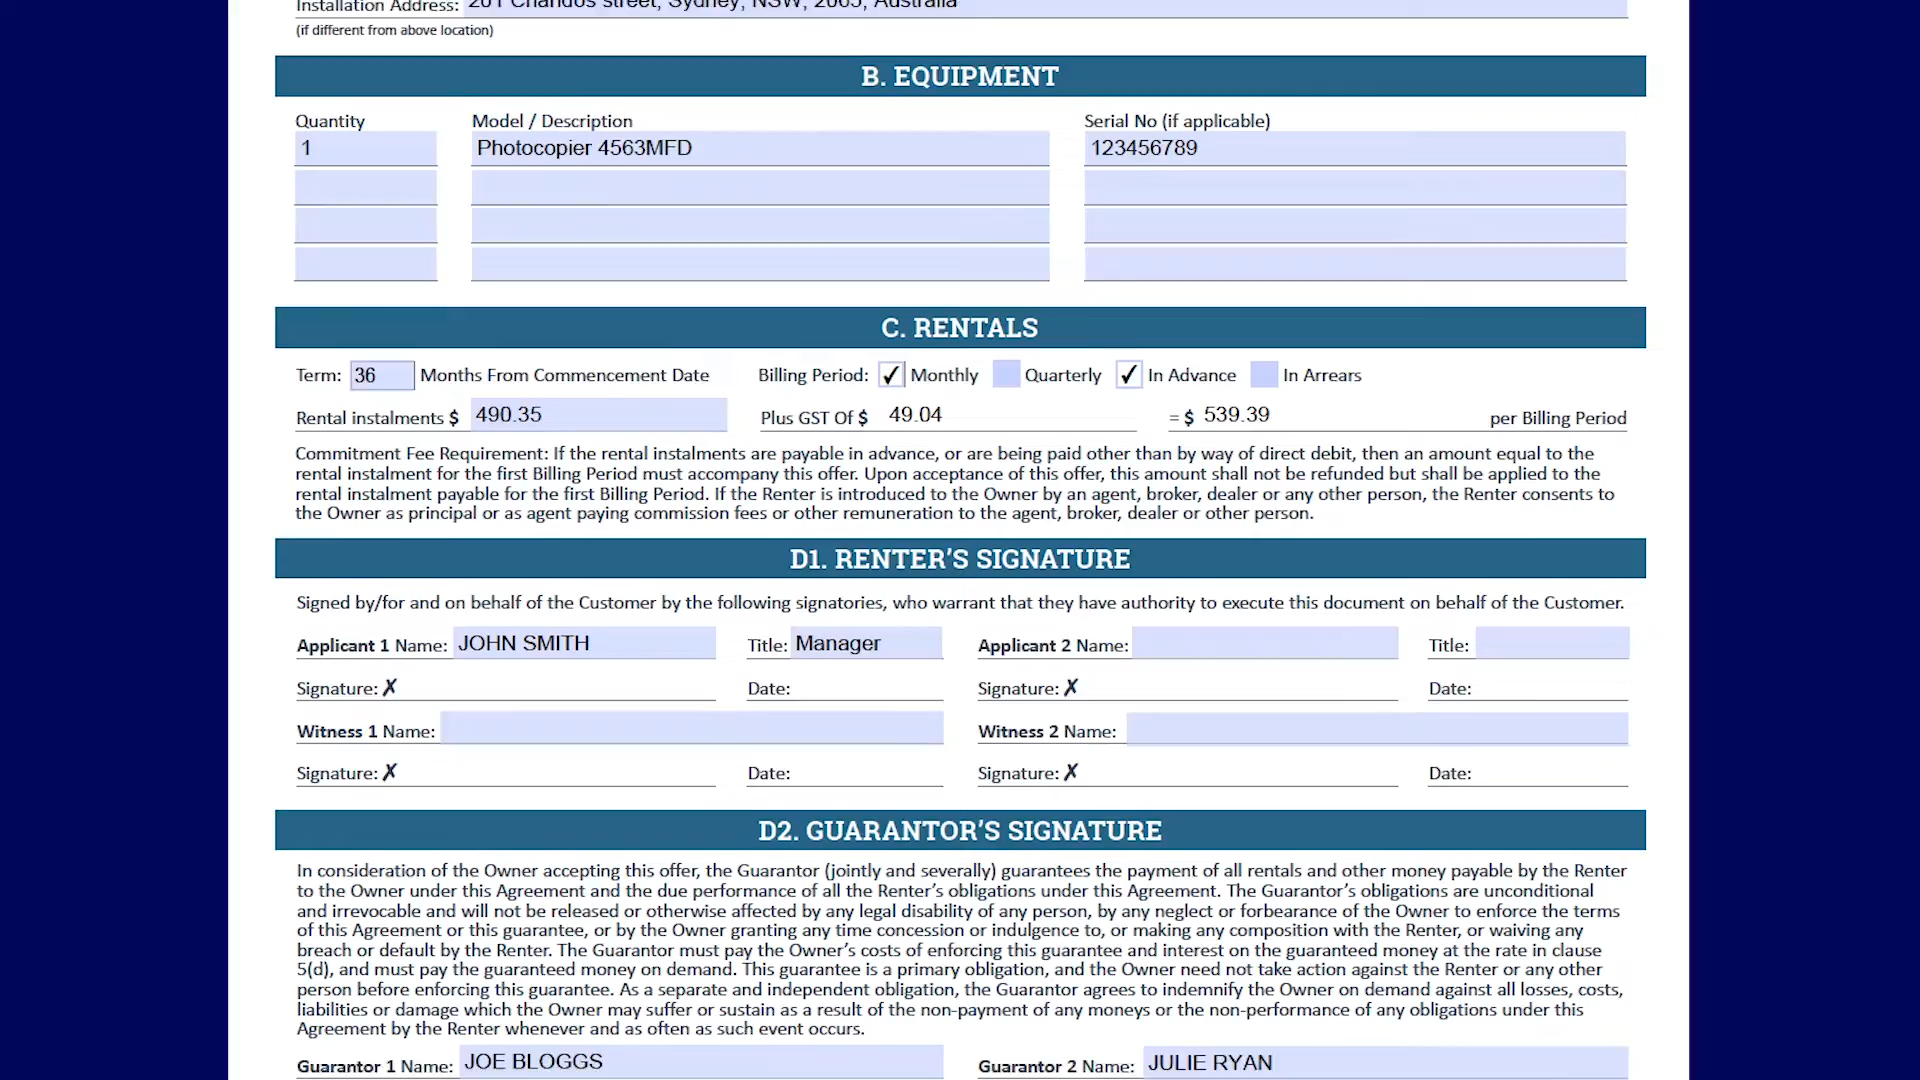 Installation Address: 201 Chandos street, Sydney, NSW, 2065, Australia
(if different from above location)
B. EQUIPMENT
Quantity Model / Description Serial No (if applicable)
1 Photocopier 4563MFD 123456789
C. RENTALS
Term: 36 Months From Commencement Date Billing Period: ✓ Monthly Quarterly ✓ In Advance In Arrears
Rental instalments $ 490.35 Plus GST Of $ 49.04 = $ 539.39 per Billing Period
Commitment Fee Requirement: If the rental instalments are payable in advance, or are being paid other than by way of direct debit, then an amount equal to the
rental instalment for the first Billing Period must accompany this offer. Upon acceptance of this offer, this amount shall not be refunded but shall be applied to the
rental instalment payable for the first Billing Period. If the Renter is introduced to the Owner by an agent, broker, dealer or any other person, the Renter consents to
the Owner as principal or as agent paying commission fees or other remuneration to the agent, broker, dealer or other person.
D1. RENTER'S SIGNATURE
Signed by/for and on behalf of the Customer by the following signatories, who warrant that they have authority to execute this document on behalf of the Customer.
Applicant 1 Name: JOHN SMITH Title: Manager Applicant 2 Name: Title:
Signature: ✗ Date: Signature: ✗ Date:
Witness 1 Name: Witness 2 Name:
Signature: ✗ Date: Signature: ✗ Date:
D2. GUARANTOR'S SIGNATURE
In consideration of the Owner accepting this offer, the Guarantor (jointly and severally) guarantees the payment of all rentals and other money payable by the Renter
to the Owner under this Agreement and the due performance of all the Renter's obligations under this Agreement. The Guarantor's obligations are unconditional
and irrevocable and will not be released or otherwise affected by any legal disability of any person, by any neglect or forbearance of the Owner to enforce the terms
of this Agreement or this guarantee, or by the Owner granting any time concession or indulgence to, or making any composition with the Renter, or waiving any
breach or default by the Renter. The Guarantor must pay the Owner's costs of enforcing this guarantee and interest on the guaranteed money at the rate in clause
5(d), and must pay the guaranteed money on demand. This guarantee is a primary obligation, and the Owner need not take action against the Renter or any other
person before enforcing this guarantee. As a separate and independent obligation, the Guarantor agrees to indemnify the Owner on demand against all losses, costs,
liabilities or damage which the Owner may suffer or sustain as a result of the non-payment of any moneys or the non-performance of any obligations under this
Agreement by the Renter whenever and as often as such event occurs.
Guarantor 1 Name: JOE BLOGGS Guarantor 2 Name: JULIE RYAN